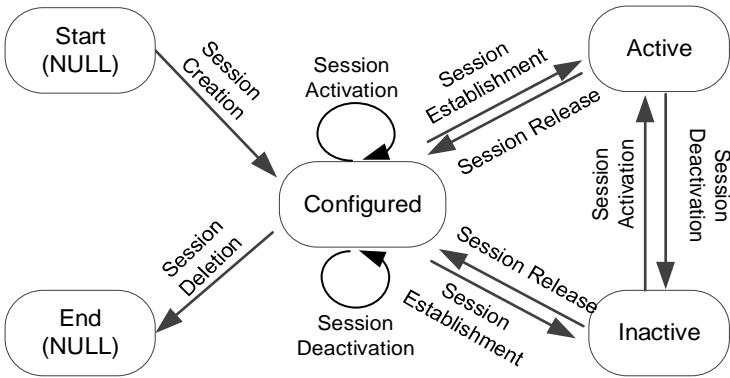 Start
(NULL)
Session
Creation
Session
Activation
Session
Establishment
Session Release
Active
Configured
Session
Activation
Session
Deactivation
Session
Deletion
Session
Deactivation
Session Release
Session
Establishment
End
(NULL)
Inactive